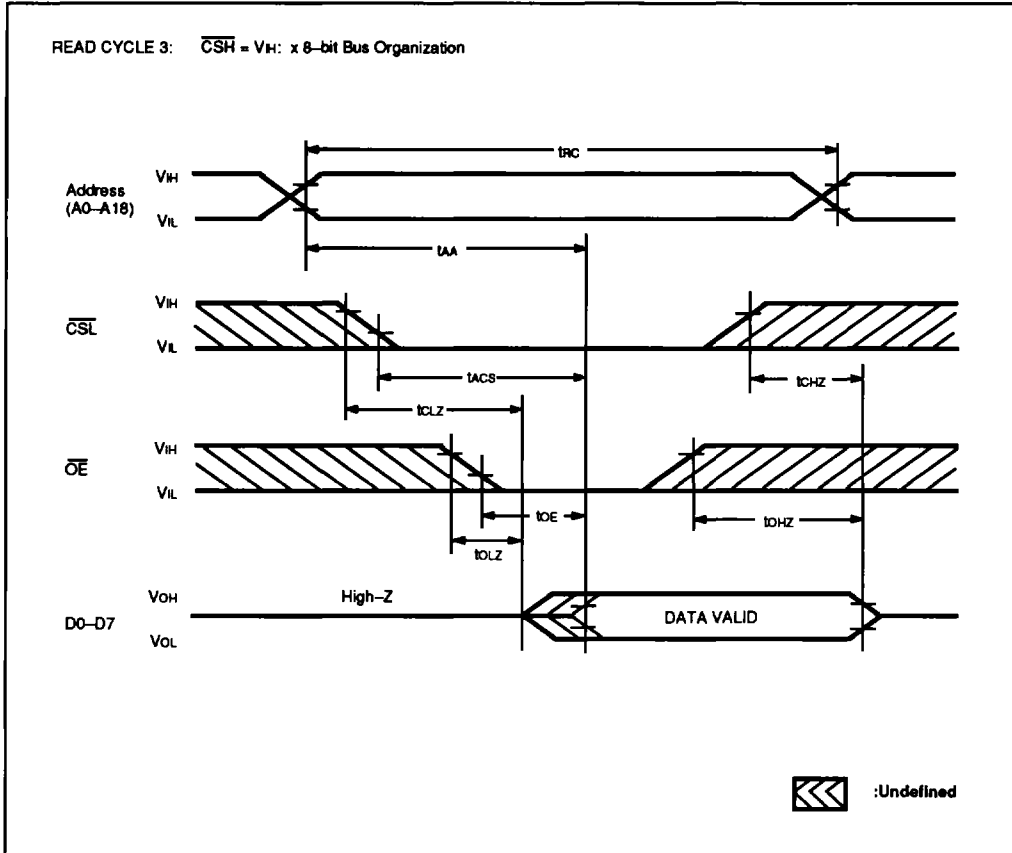 READ CYCLE 3: CSH = VIH: x 8–bit Bus Organization
tRC
VIH
Address
(A0–A18)
VIL
tAA
VIH
CSL
VIL
tACS
tCHZ
tCLZ
VIH
OE
VIL
tOE
tOHZ
tOLZ
VOH
High–Z
D0–D7
DATA VALID
VOL
:Undefined